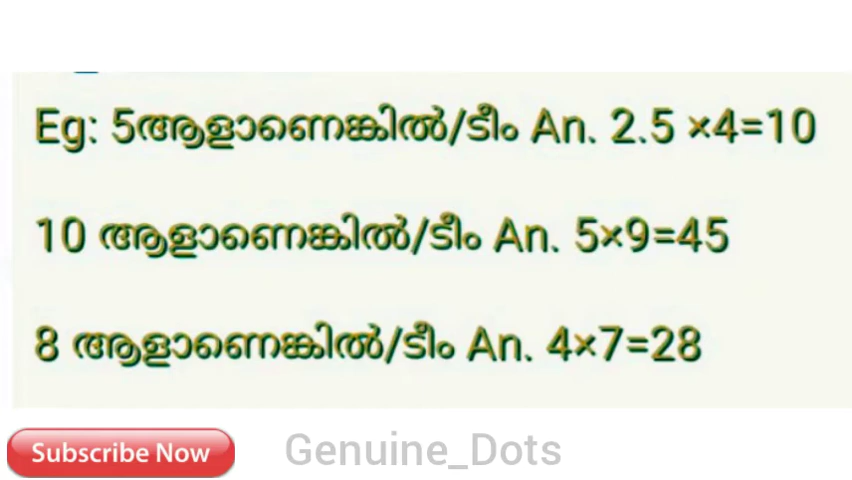 Eg: 5ആളാണെങ്കിൽ/ടീം An. 2.5 ×4=10
10 ആളാണെങ്കിൽ/ടീം An. 5×9=45
8 ആളാണെങ്കിൽ/ടീം An. 4×7=28
Subscribe Now
Genuine_Dots